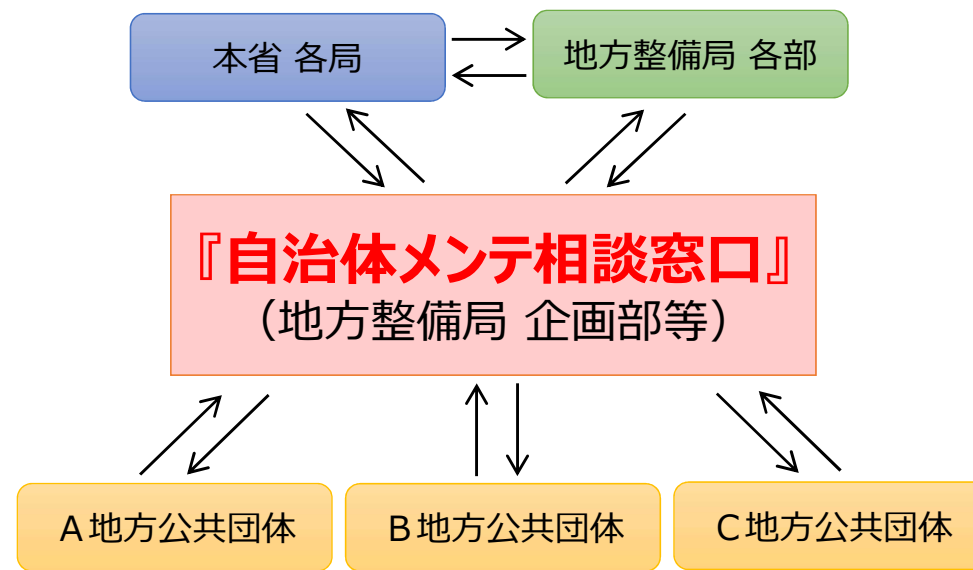 本省 各局
地方整備局 各部
『自治体メンテ相談窓口』
（地方整備局 企画部等）
Ａ地方公共団体
Ｂ地方公共団体
Ｃ地方公共団体